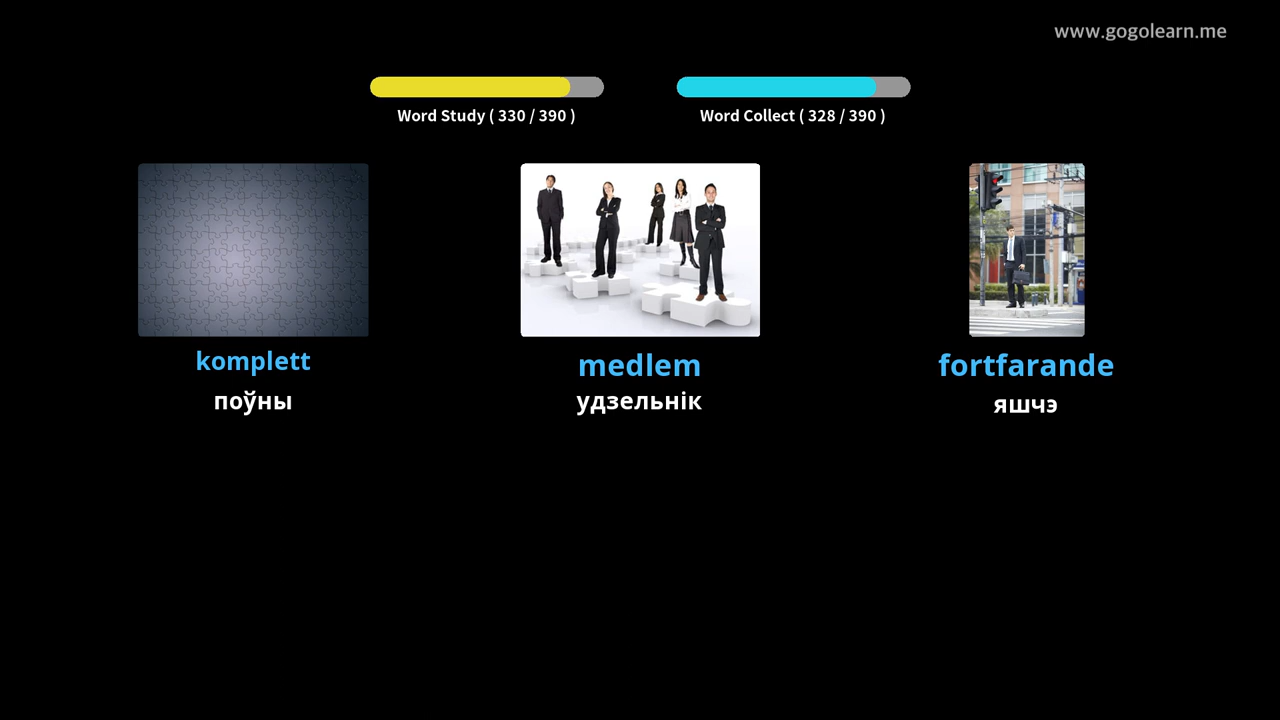 www.gogolearn.me
Word Study ( 330 / 390 )
Word Collect ( 328 / 390 )
komplett
поўны
medlem
удзельнік
fortfarande
яшчэ